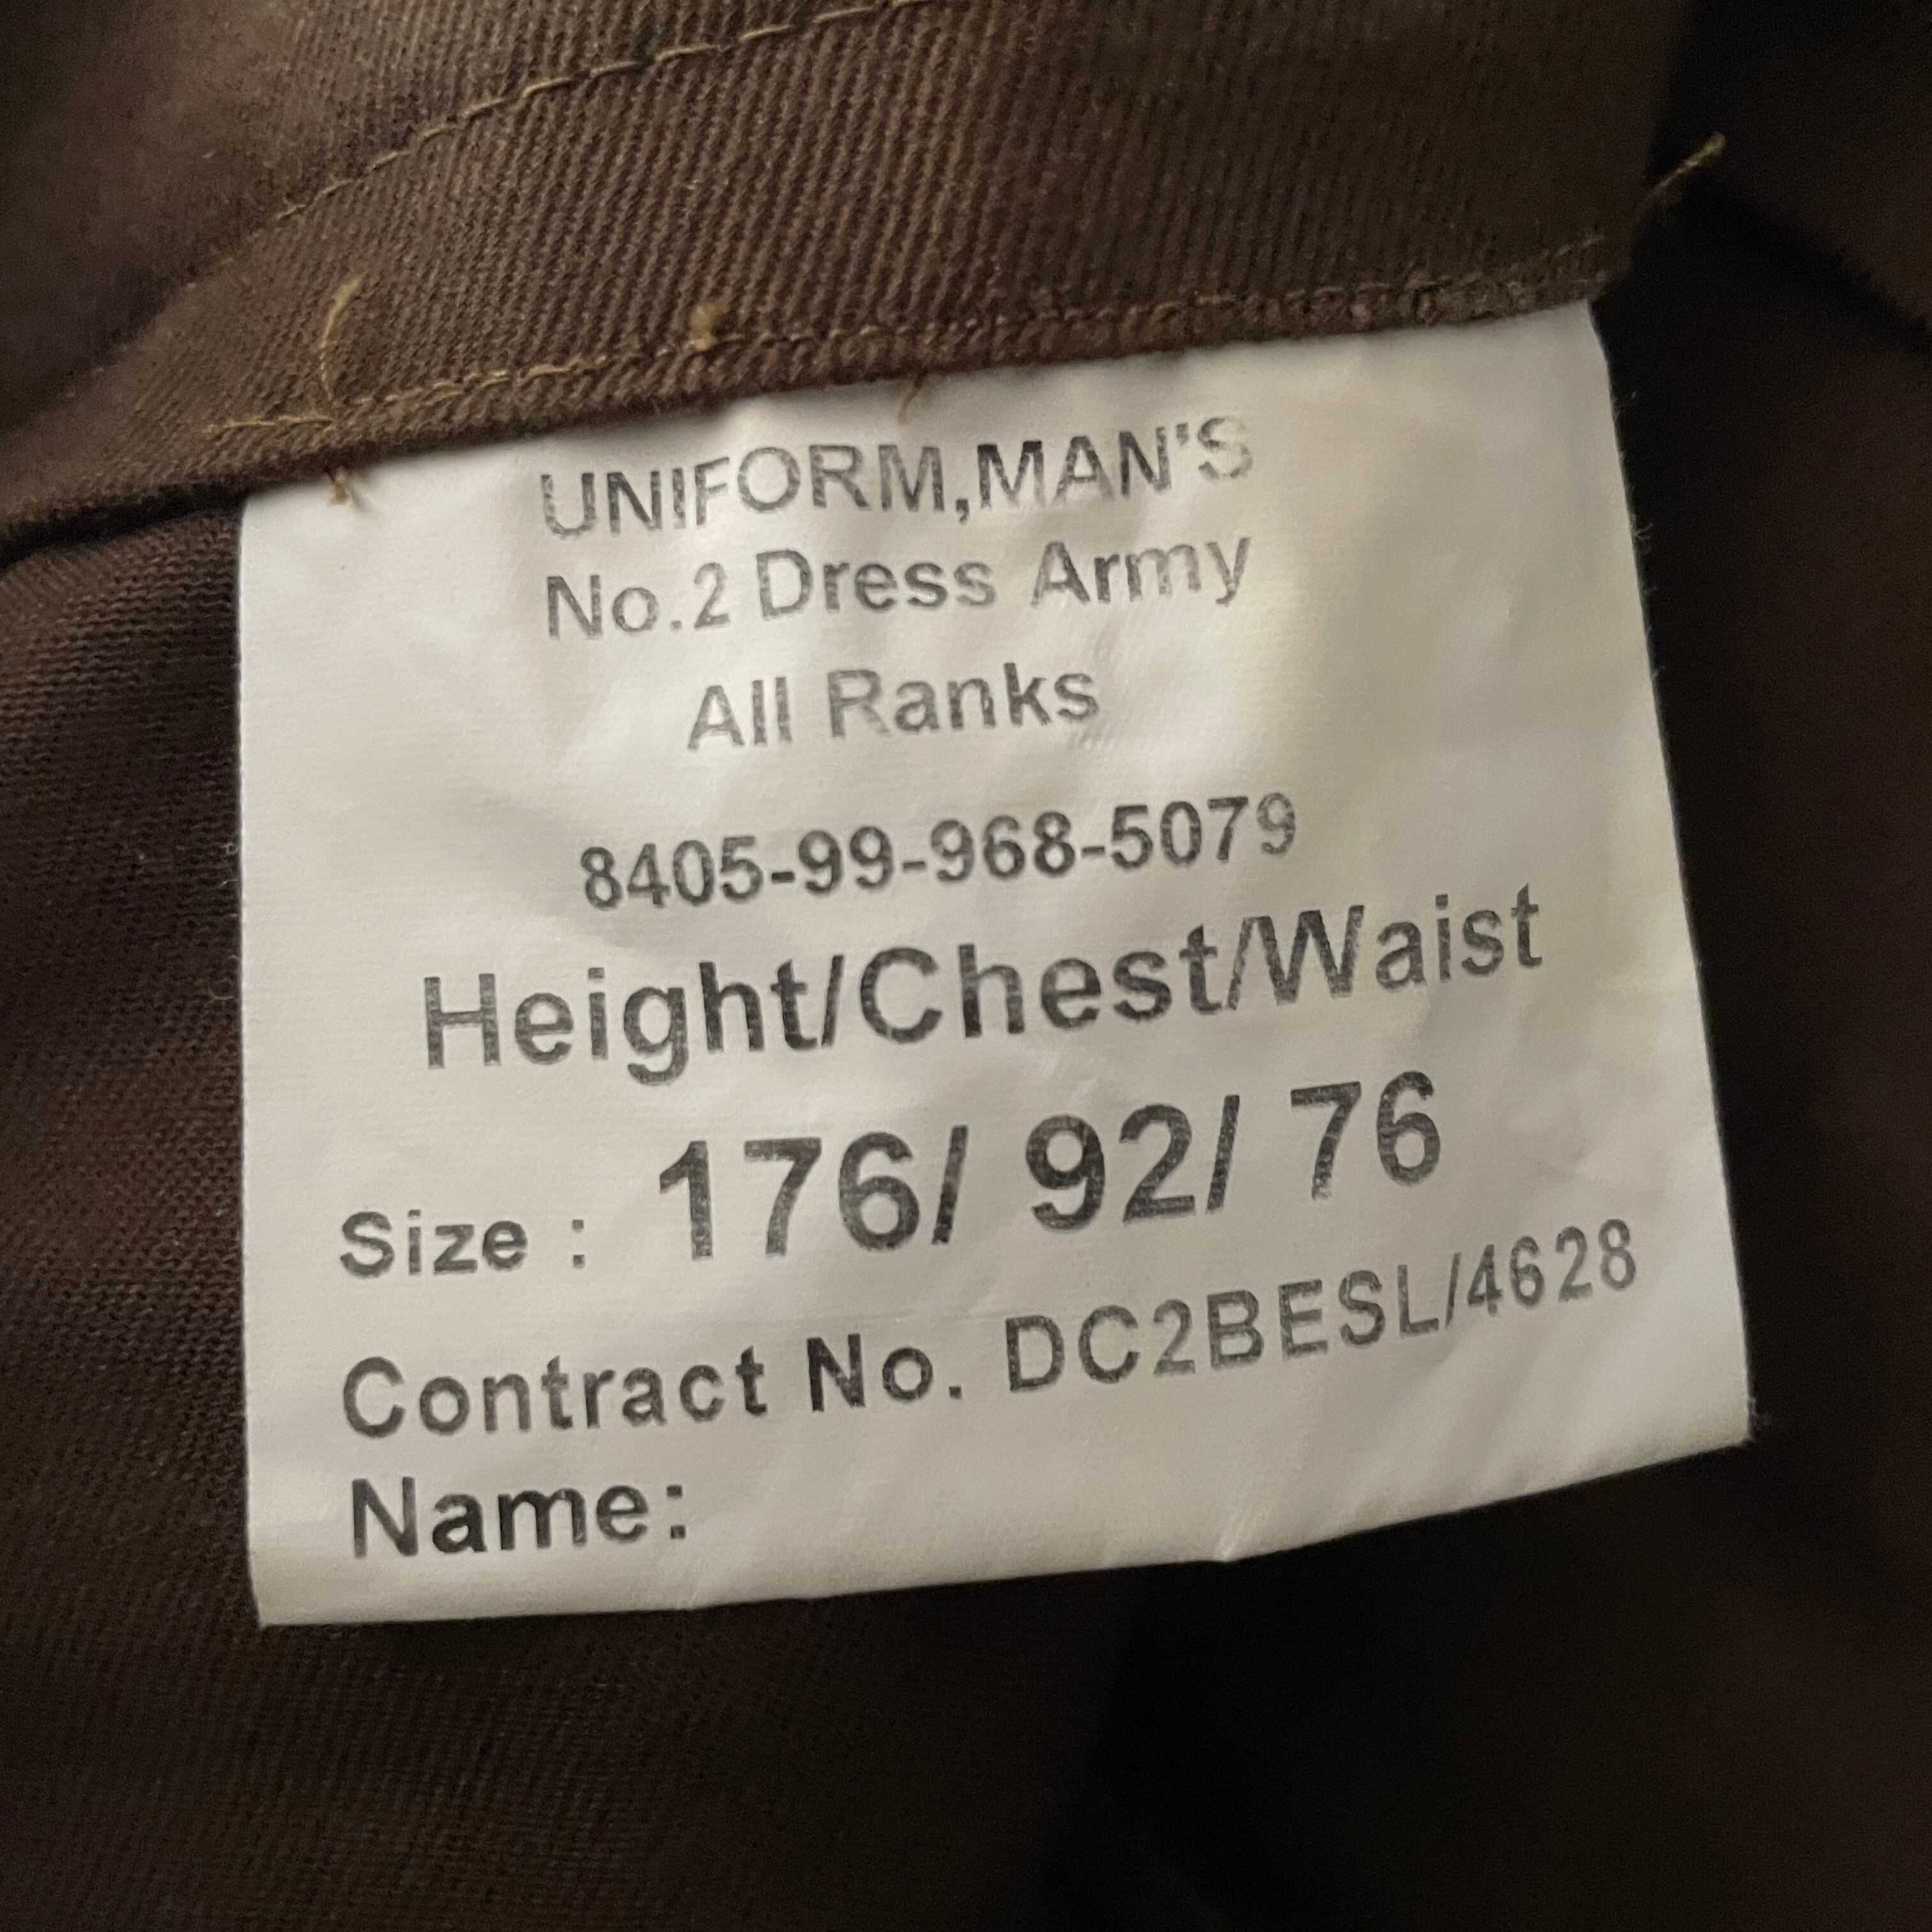 UNIFORM,MAN'S
No.2 Dress Army
All Ranks
8405-99-968-5079
Height/Chest/Waist
Size : 176/ 92/ 76
Contract No. DC2BESL/4628
Name: